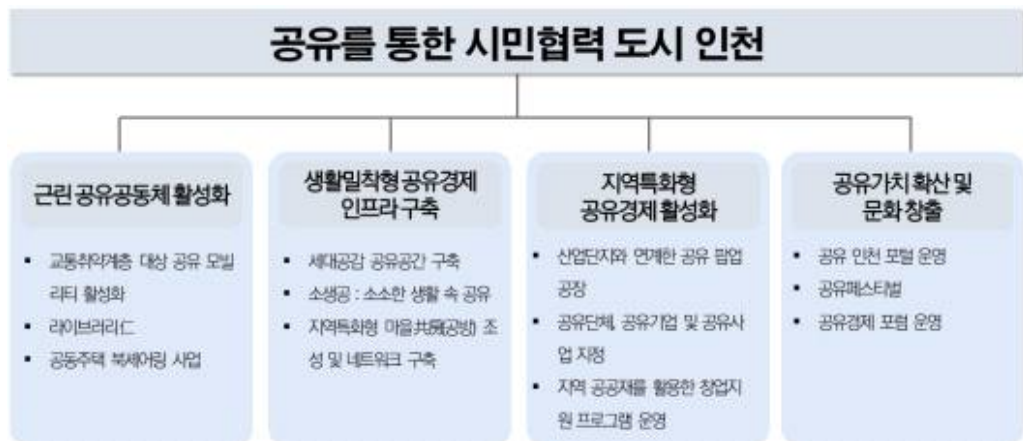 공유를 통한 시민협력 도시 인천
근린 공유공동체 활성화
▪ 교통취약계층 대상 공유 모빌
리티 활성화
▪ 라이브러리仁
▪ 공동주택 북셰어링 사업
생활밀착형 공유경제
인프라 구축
▪ 세대공감 공유공간 구축
▪ 소생공 : 소소한 생활 속 공유
▪ 지역특화형 마을共房(공방) 조
성 및 네트워크 구축
지역특화형
공유경제 활성화
▪ 산업단지와 연계한 공유 팝업
공장
▪ 공유단체, 공유기업 및 공유사
업 지정
▪ 지역 공공재를 활용한 창업지
원 프로그램 운영
공유가치 확산 및
문화 창출
▪ 공유 인천 포털 운영
▪ 공유페스티벌
▪ 공유경제 포럼 운영